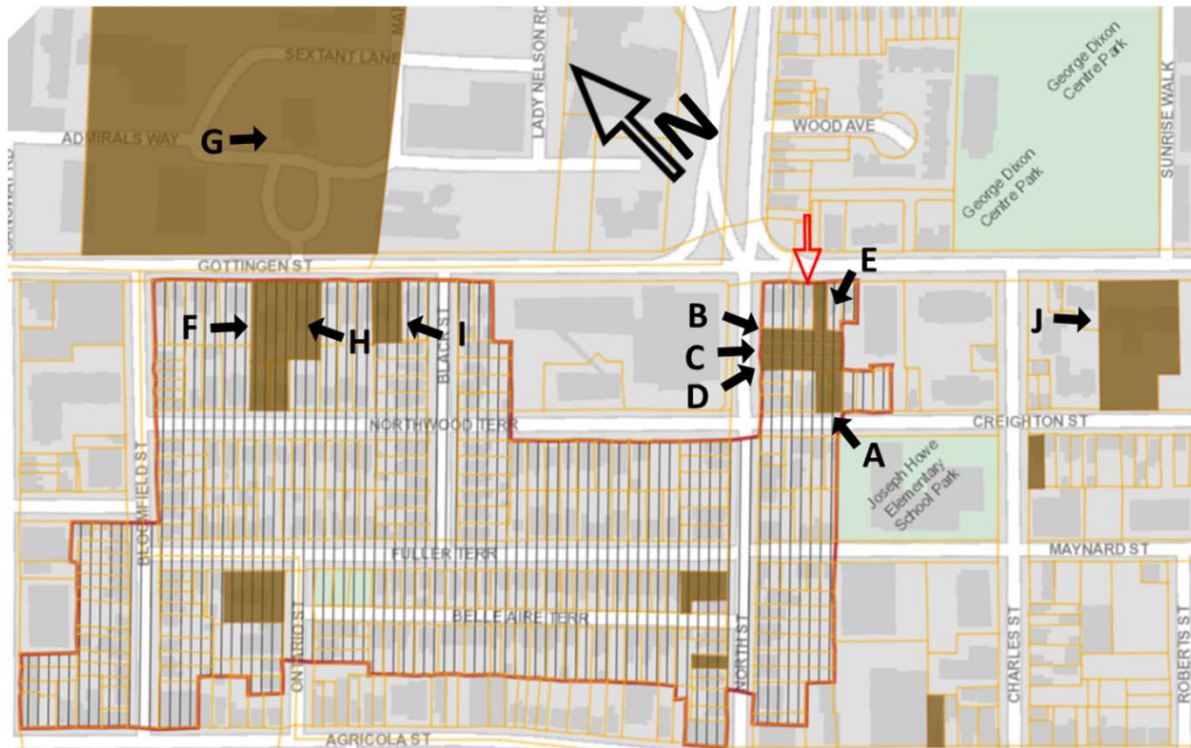 MAR
SEXTANT LANE
LADY NELSON RD
WOOD AVE
George Dixon
Centre Park
George Dixon
Centre Park
SUNRISE WALK
N
ADMIRALS WAY
G
GOTTINGEN ST
E
F
H
I
BLACK ST
B
C
D
J
NORTHWOOD TERR
CREIGHTON ST
A
BLOOMFIELD ST
Joseph Howe
Elementary
School Park
FULLER TERR
MAYNARD ST
BELLE AIRE TERR
ONTARIO ST
NORTH ST
CHARLES ST
ROBERTS ST
AGRICOLA ST